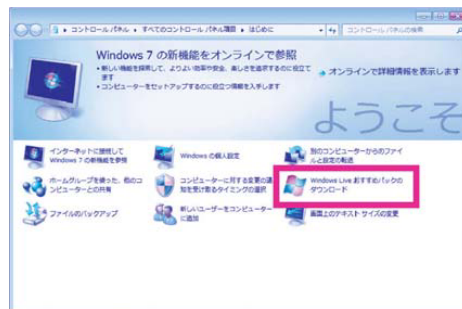 コントロール パネル ▸ すべてのコントロール パネル項目 ▸ はじめに
コントロール パネルの検索
Windows 7 の新機能をオンラインで参照
• 新しい機能を探索して、よりよい効率や安全、楽しさを追求するのに役立て
ます
• コンピューターをセットアップするのに役立つ情報を入手します
オンラインで詳細情報を表示します
ようこそ
インターネットに接続して
Windows 7 の新機能を参照
Windows の個人設定
別のコンピューターからのファイ
ルと設定の転送
ホームグループを使った、他のコ
ンピューターとの共有
コンピューターに対する変更の通
知を受け取るタイミングの選択
Windows Live おすすめパックの
ダウンロード
ファイルのバックアップ
新しいユーザーをコンピューター
に追加
画面上のテキスト サイズの変更